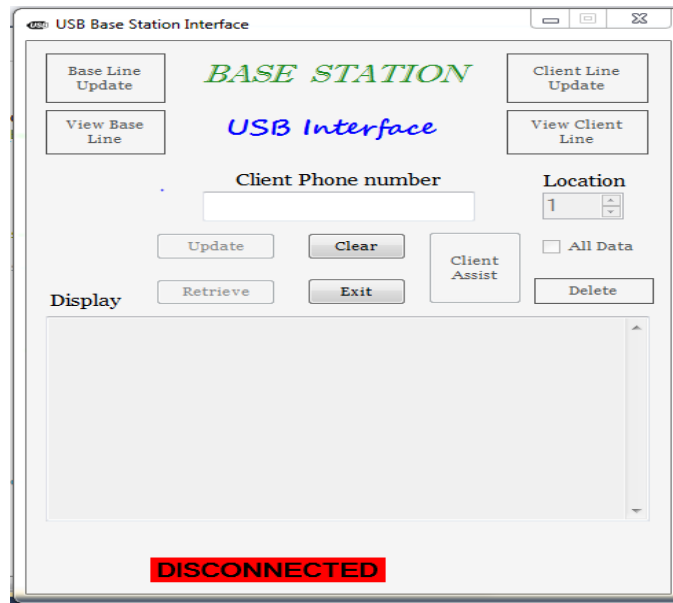 USB USB Base Station Interface
Base Line
Update
BASE STATION
Client Line
Update
View Base
Line
USB Interface
View Client
Line
Client Phone number
Location
1
Update
Clear
Client
Assist
All Data
Retrieve
Exit
Delete
Display
DISCONNECTED